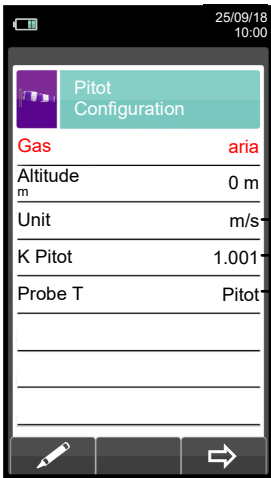 25/09/18
10:00
Pitot
Configuration
Gas aria
Altitude
m 0 m
Unit m/s
K Pitot 1.001
Probe T Pitot